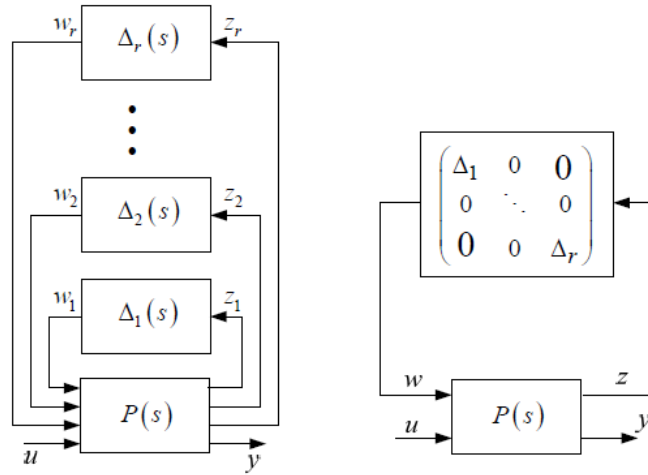 w_r Δ_r(s) z_r
w_2 Δ_2(s) z_2
w_1 Δ_1(s) z_1
P(s)
u y
Δ_1 0 0
0 ⋱ 0
0 0 Δ_r
w z
P(s)
u y